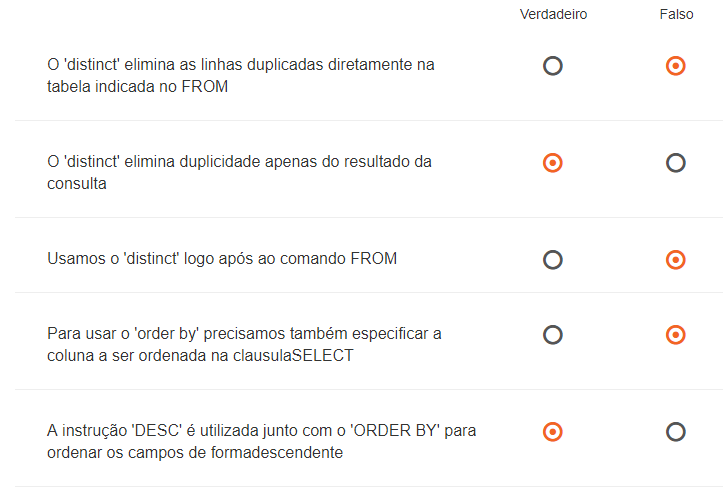 Verdadeiro Falso
O 'distinct' elimina as linhas duplicadas diretamente na
tabela indicada no FROM
O 'distinct' elimina duplicidade apenas do resultado da
consulta
Usamos o 'distinct' logo após ao comando FROM
Para usar o 'order by' precisamos também especificar a
coluna a ser ordenada na clausulaSELECT
A instrução 'DESC' é utilizada junto com o 'ORDER BY' para
ordenar os campos de formadescendente